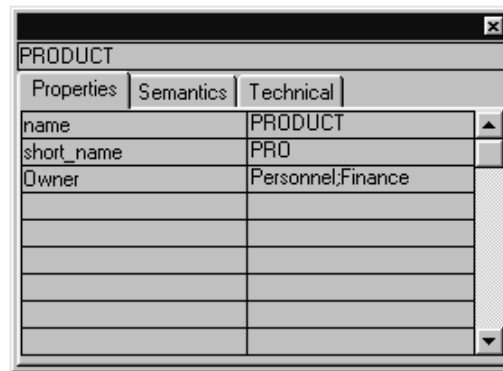 PRODUCT
Properties Semantics Technical
name PRODUCT
short_name PRO
Owner Personnel;Finance